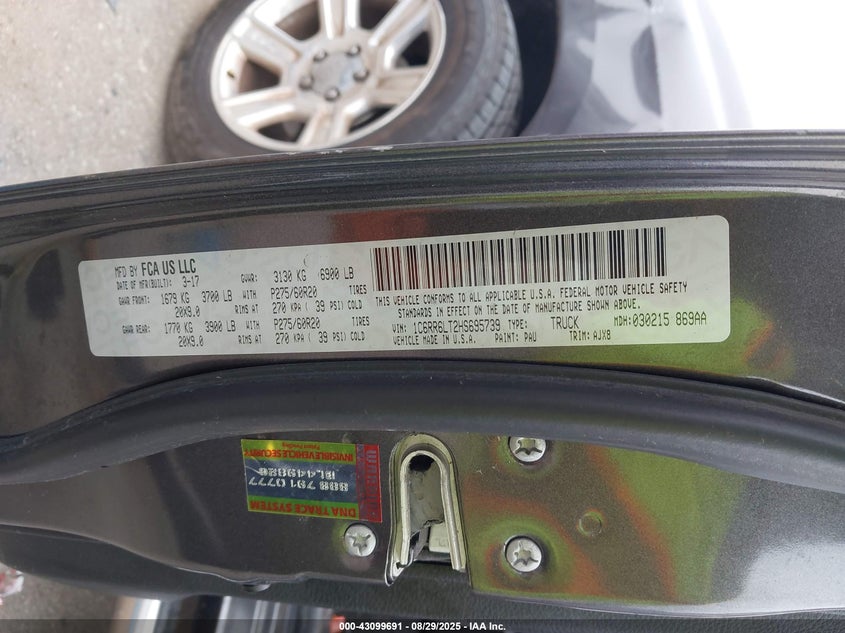 MFD BY FCA US LLC
DATE OF MFR(BUILT): 3-17 GVWR: 3130 KG 6900 LB
GAWR FRONT: 1679 KG 3700 LB WITH P275/60R20 TIRES
20X9.0 RIMS AT 270 KPA ( 39 PSI) COLD
GAWR REAR: 1770 KG 3900 LB WITH P275/60R20 TIRES
20X9.0 RIMS AT 270 KPA ( 39 PSI) COLD
THIS VEHICLE CONFORMS TO ALL APPLICABLE U.S.A. FEDERAL MOTOR VEHICLE SAFETY
STANDARDS IN EFFECT ON THE DATE OF MANUFACTURE SHOWN ABOVE.
VIN: 1C6RR6LT2HS695739 TYPE: TRUCK MDH: 030215 869AA
VEHICLE MADE IN U.S.A. PAINT: PAU TRIM: AJX8
DNA TRACE SYSTEM
888 791 0777
INVISIBLE VEHICLE SECURITY
Patent Pending
WARNING
000-43099691 - 08/29/2025 - IAA Inc.